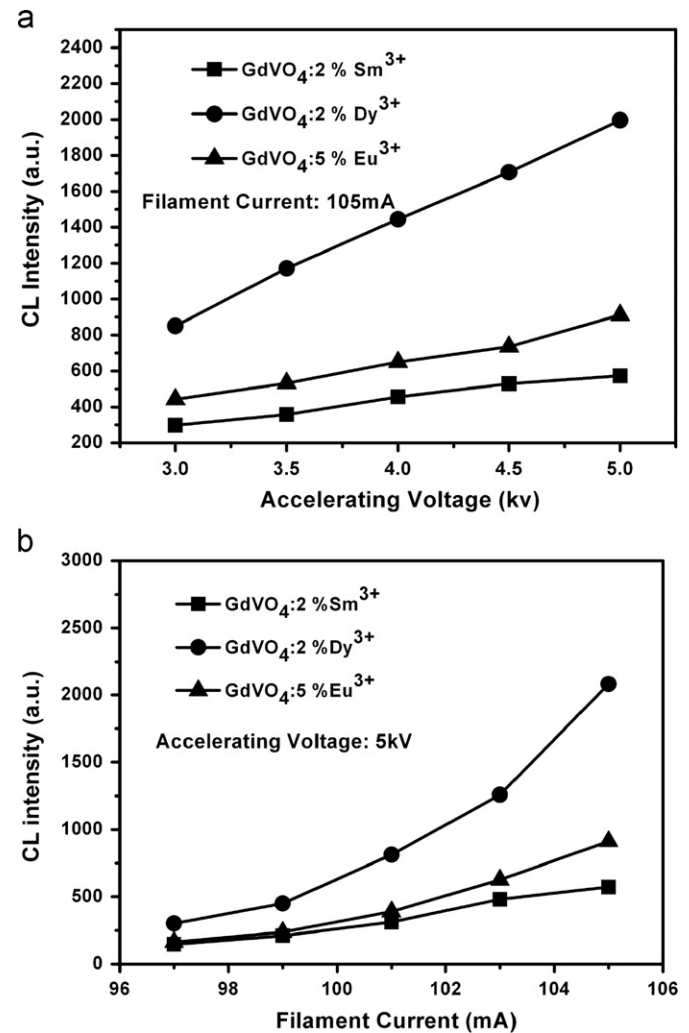 a
2400
2200
2000
1800
1600
1400
1200
1000
800
600
400
200
CL Intensity (a.u.)
GdVO4:2 % Sm3+
GdVO4:2 % Dy3+
GdVO4:5 % Eu3+
Filament Current: 105mA
3.0 3.5 4.0 4.5 5.0
Accelerating Voltage (kv)
b
3000
2500
2000
1500
1000
500
0
CL intensity (a.u.)
GdVO4:2 %Sm3+
GdVO4:2 %Dy3+
GdVO4:5 %Eu3+
Accelerating Voltage: 5kV
96 98 100 102 104 106
Filament Current (mA)